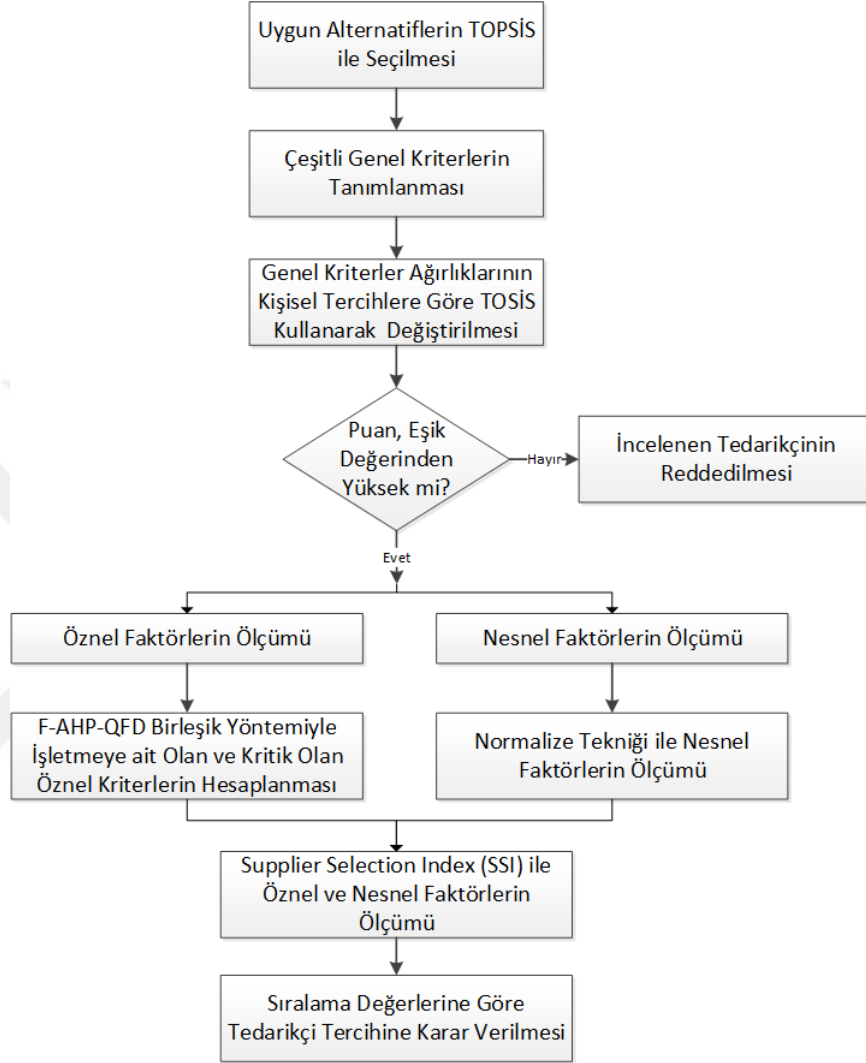 Uygun Alternatiflerin TOPSİS
ile Seçilmesi
Çeşitli Genel Kriterlerin
Tanımlanması
Genel Kriterler Ağırlıklarının
Kişisel Tercihlere Göre TOSİS
Kullanarak Değiştirilmesi
Puan, Eşik
Değerinden
Yüksek mi?
Hayır
İncelenen Tedarikçinin
Reddedilmesi
Evet
Öznel Faktörlerin Ölçümü
Nesnel Faktörlerin Ölçümü
F-AHP-QFD Birleşik Yöntemiyle
İşletmeye ait Olan ve Kritik Olan
Öznel Kriterlerin Hesaplanması
Normalize Tekniği ile Nesnel
Faktörlerin Ölçümü
Supplier Selection Index (SSI) ile
Öznel ve Nesnel Faktörlerin
Ölçümü
Sıralama Değerlerine Göre
Tedarikçi Tercihine Karar Verilmesi